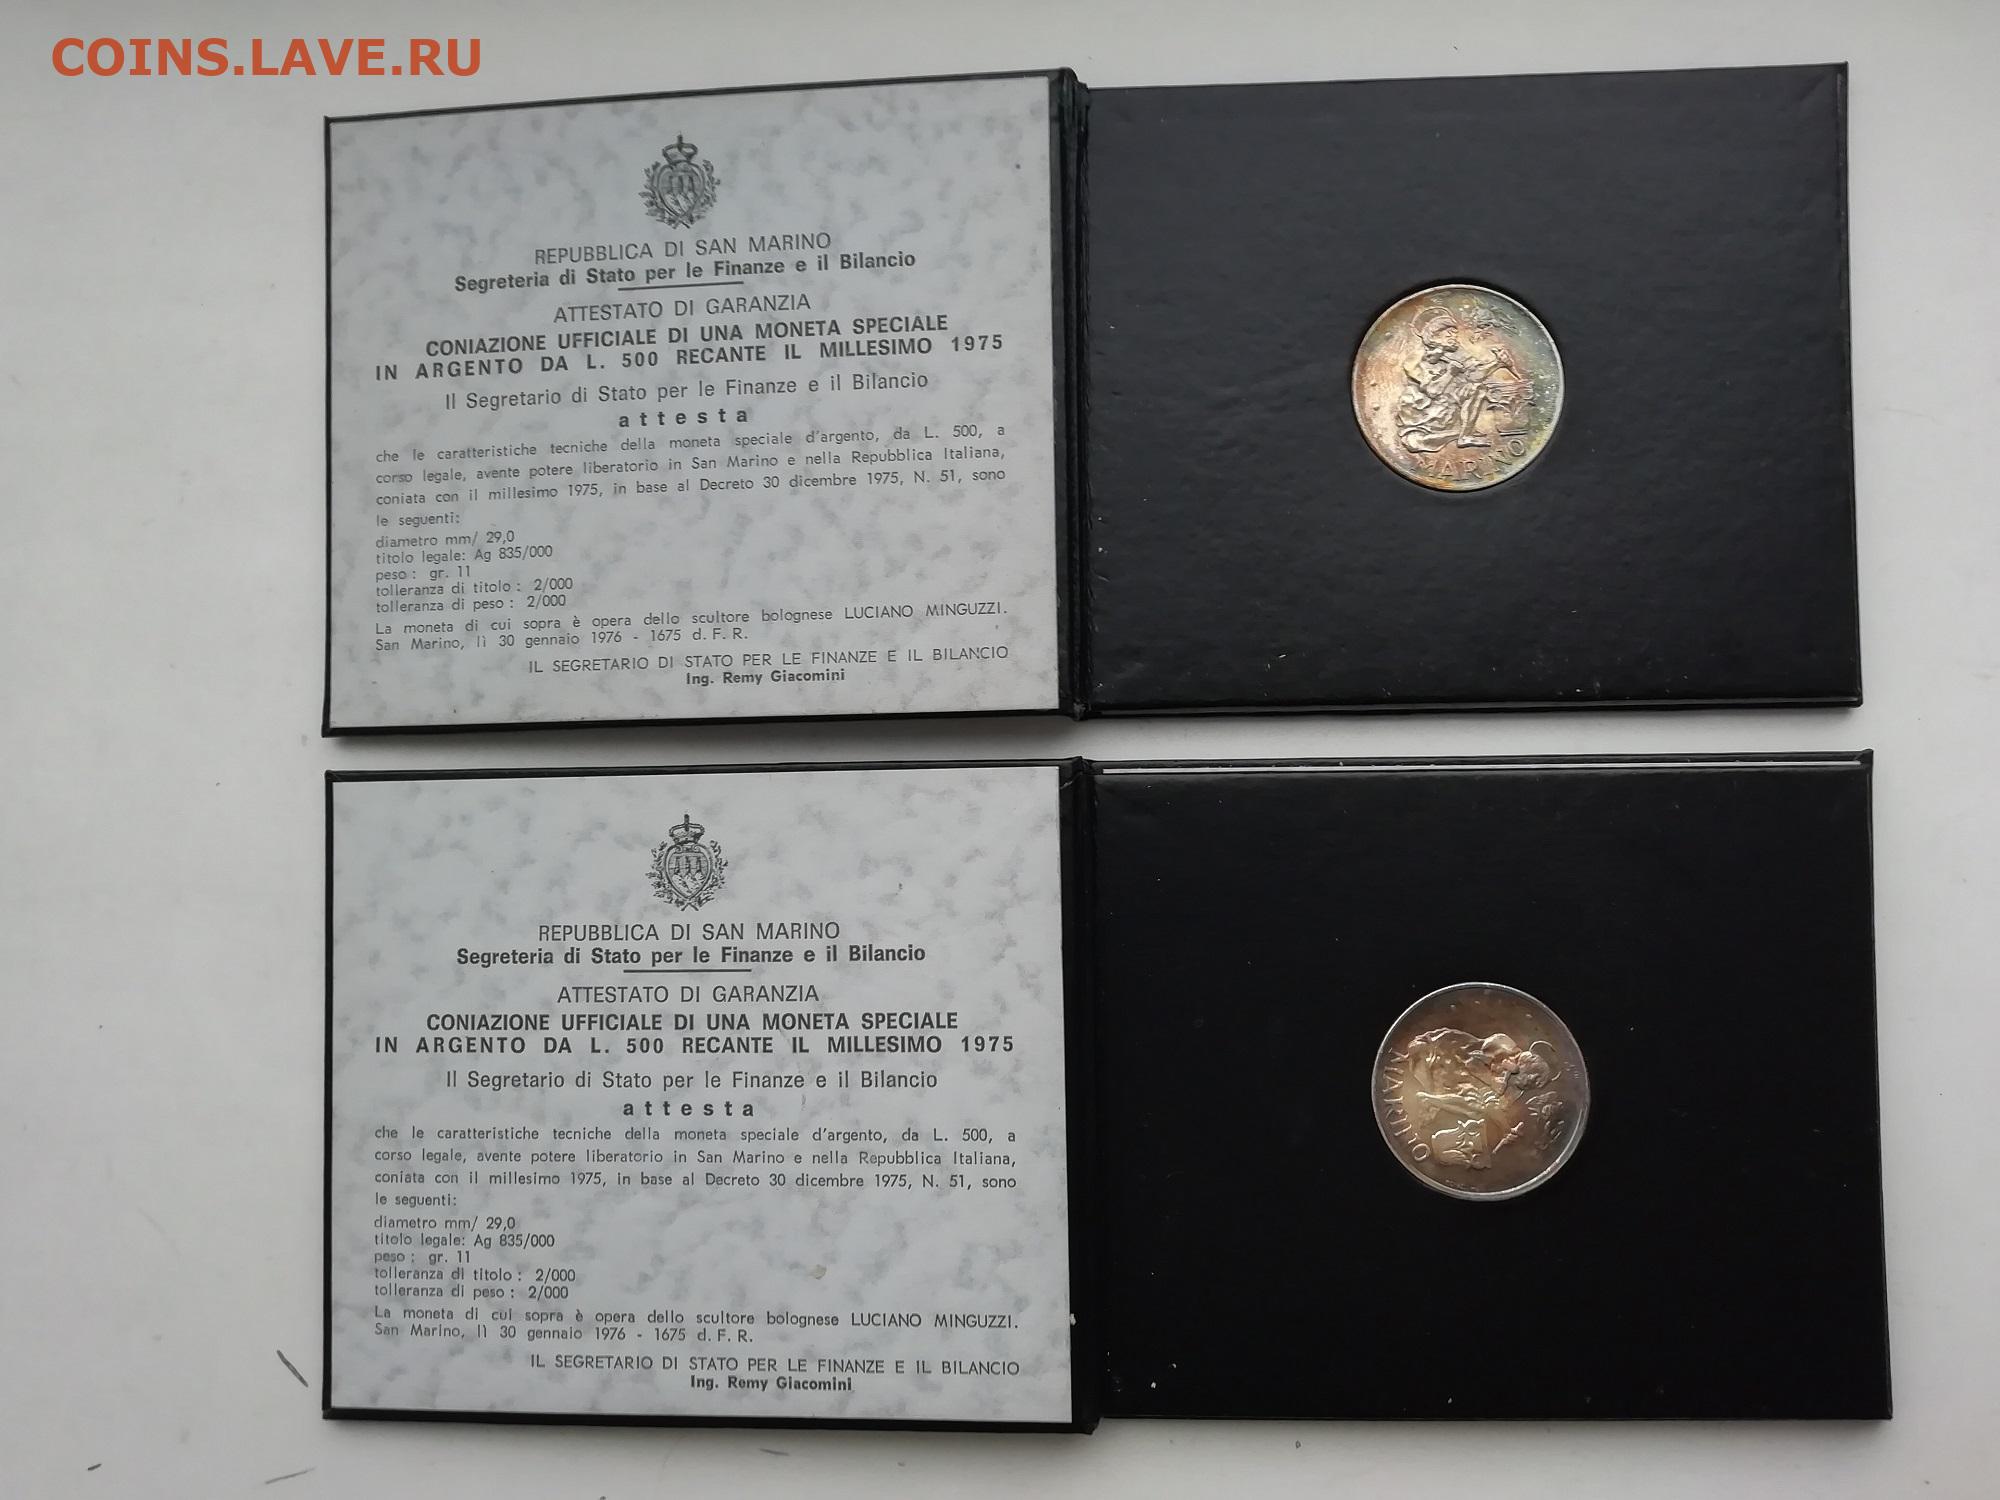 COINS.LAVE.RU
REPUBBLICA DI SAN MARINO
Segreteria di Stato per le Finanze e il Bilancio
ATTESTATO DI GARANZIA
CONIAZIONE UFFICIALE DI UNA MONETA SPECIALE
IN ARGENTO DA L. 500 RECANTE IL MILLESIMO 1975
Il Segretario di Stato per le Finanze e il Bilancio
attesta
che le caratteristiche tecniche della moneta speciale d'argento, da L. 500, a
corso legale, avente potere liberatorio in San Marino e nella Repubblica Italiana,
coniata con il millesimo 1975, in base al Decreto 30 dicembre 1975, N. 51, sono
le seguenti:
diametro mm/ 29,0
titolo legale: Ag 835/000
peso: gr. 11
tolleranza di titolo: 2/000
tolleranza di peso: 2/000
La moneta di cui sopra è opera dello scultore bolognese LUCIANO MINGUZZI.
San Marino, lì 30 gennaio 1976 - 1675 d. F. R.
IL SEGRETARIO DI STATO PER LE FINANZE E IL BILANCIO
Ing. Remy Giacomini
MARINO
REPUBBLICA DI SAN MARINO
Segreteria di Stato per le Finanze e il Bilancio
ATTESTATO DI GARANZIA
CONIAZIONE UFFICIALE DI UNA MONETA SPECIALE
IN ARGENTO DA L. 500 RECANTE IL MILLESIMO 1975
Il Segretario di Stato per le Finanze e il Bilancio
attesta
che le caratteristiche tecniche della moneta speciale d'argento, da L. 500, a
corso legale, avente potere liberatorio in San Marino e nella Repubblica Italiana,
coniata con il millesimo 1975, in base al Decreto 30 dicembre 1975, N. 51, sono
le seguenti:
diametro mm/ 29,0
titolo legale: Ag 835/000
peso: gr. 11
tolleranza di titolo: 2/000
tolleranza di peso: 2/000
La moneta di cui sopra è opera dello scultore bolognese LUCIANO MINGUZZI.
San Marino, lì 30 gennaio 1976 - 1675 d. F. R.
IL SEGRETARIO DI STATO PER LE FINANZE E IL BILANCIO
Ing. Remy Giacomini
MARINO